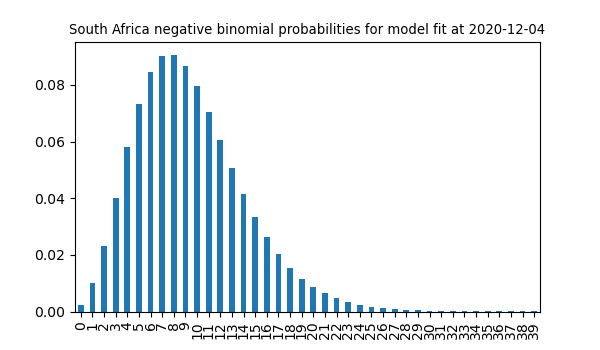 South Africa negative binomial probabilities for model fit at 2020-12-04
0.08
0.06
0.04
0.02
0.00
0 1 2 3 4 5 6 7 8 9 10 11 12 13 14 15 16 17 18 19 20 21 22 23 24 25 26 27 28 29 30 31 32 33 34 35 36 37 38 39